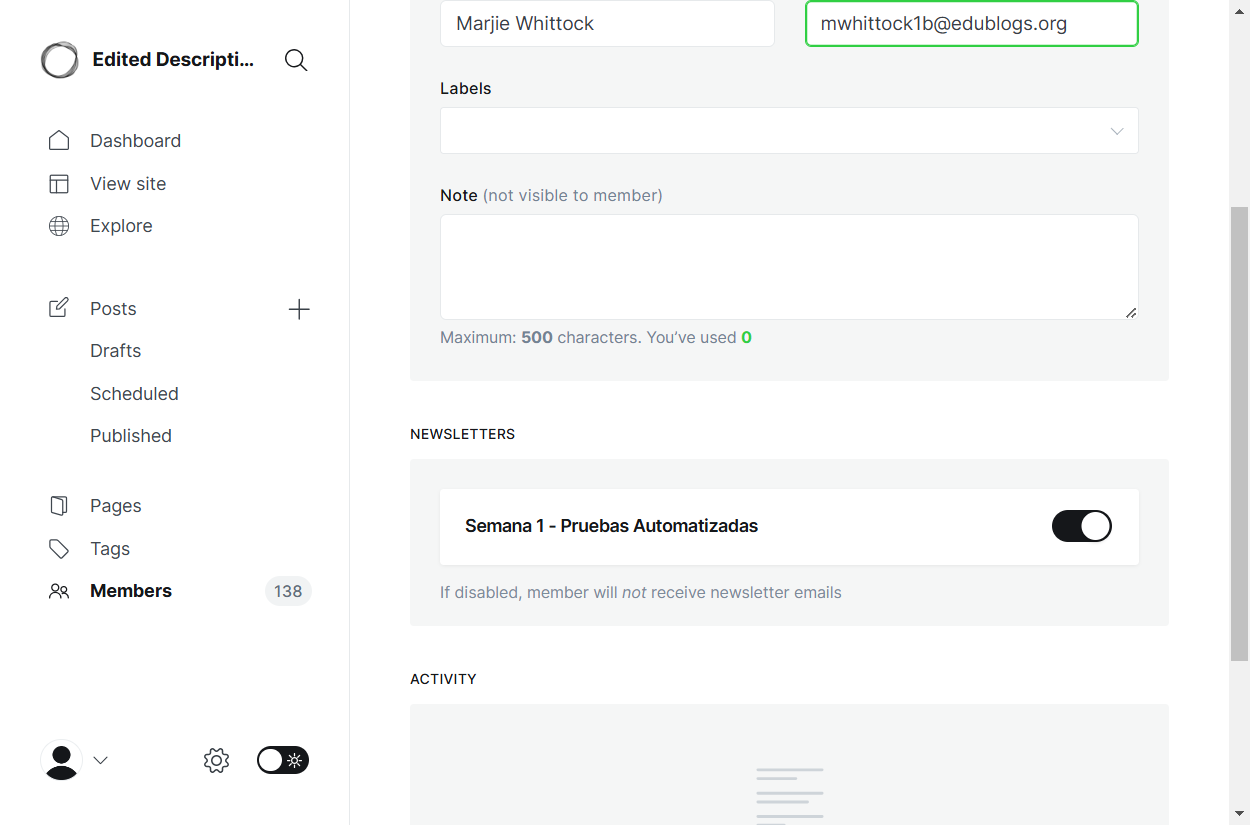 Edited Descripti...
Dashboard
View site
Explore
Posts
Drafts
Scheduled
Published
Pages
Tags
Members 138
Marjie Whittock mwhittock1b@edublogs.org
Labels
Note (not visible to member)
Maximum: 500 characters. You’ve used 0
NEWSLETTERS
Semana 1 - Pruebas Automatizadas
If disabled, member will not receive newsletter emails
ACTIVITY